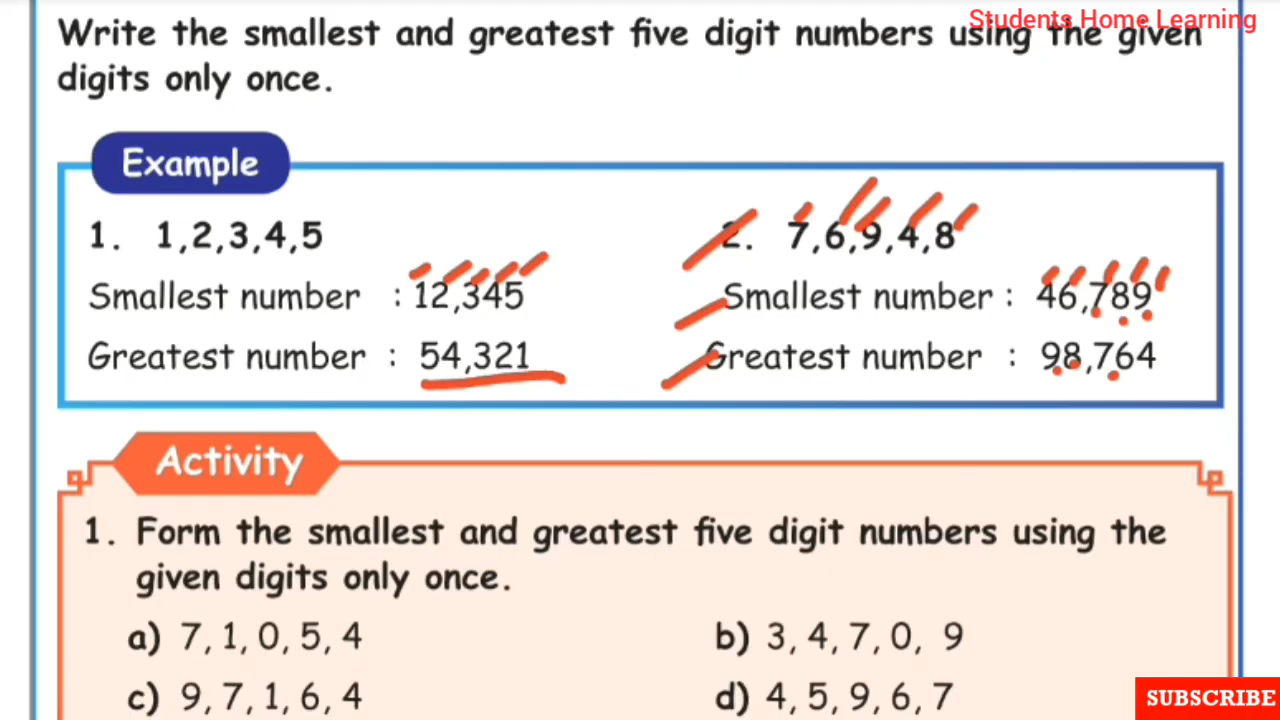 Students Home Learning
Write the smallest and greatest five digit numbers using the given
digits only once.
Example
1. 1,2,3,4,5
Smallest number : 12,345
Greatest number : 54,321
2. 7,6,9,4,8
Smallest number : 46,789
Greatest number : 98,764
Activity
1. Form the smallest and greatest five digit numbers using the
given digits only once.
a) 7, 1, 0, 5, 4
b) 3, 4, 7, 0, 9
c) 9, 7, 1, 6, 4
d) 4, 5, 9, 6, 7
SUBSCRIBE